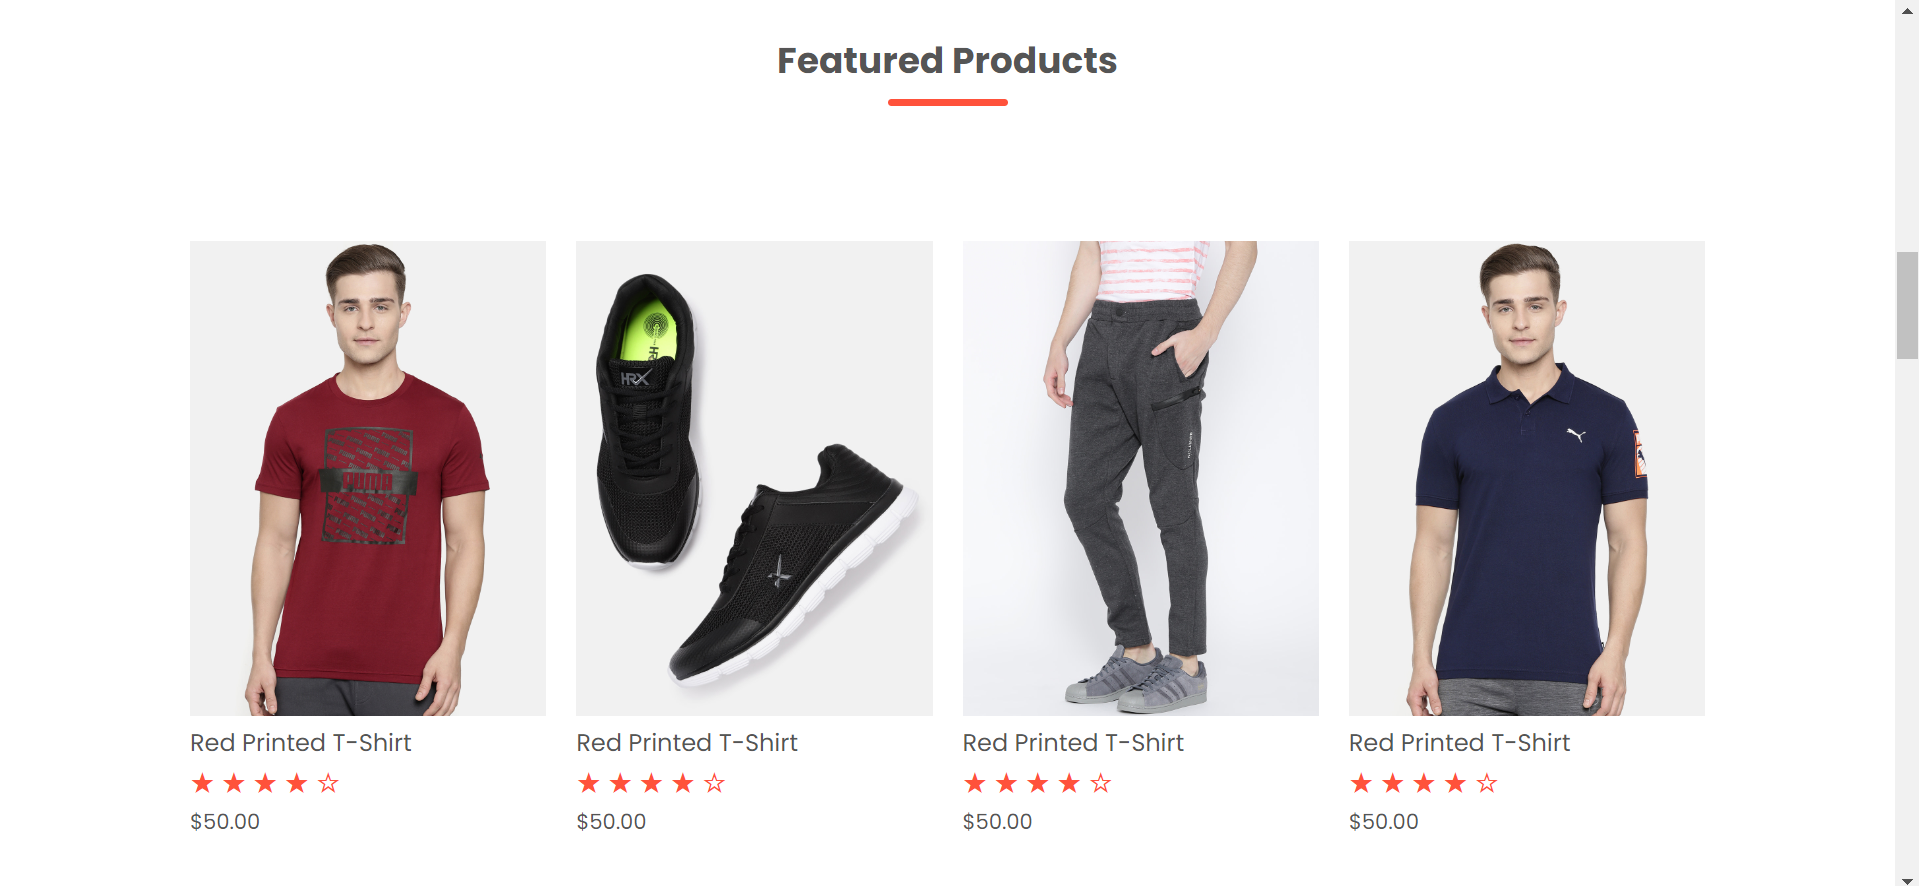 Featured Products
HRX
HRX
PUMA
Red Printed T-Shirt
Red Printed T-Shirt
Red Printed T-Shirt
Red Printed T-Shirt
★ ★ ★ ★ ☆
★ ★ ★ ★ ☆
★ ★ ★ ★ ☆
★ ★ ★ ★ ☆
$50.00
$50.00
$50.00
$50.00